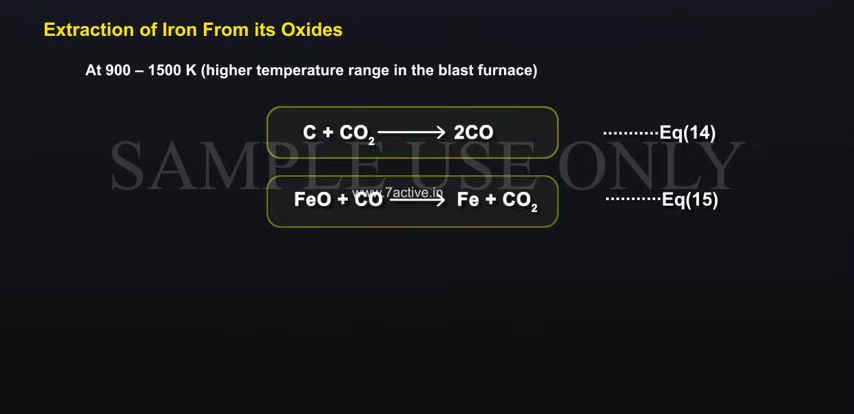 Extraction of Iron From its Oxides
At 900 – 1500 K (higher temperature range in the blast furnace)
C + CO₂ ⟶ 2CO ...........Eq(14)
SAMPLE USE ONLY
www.7active.in
FeO + CO ⟶ Fe + CO₂ ...........Eq(15)